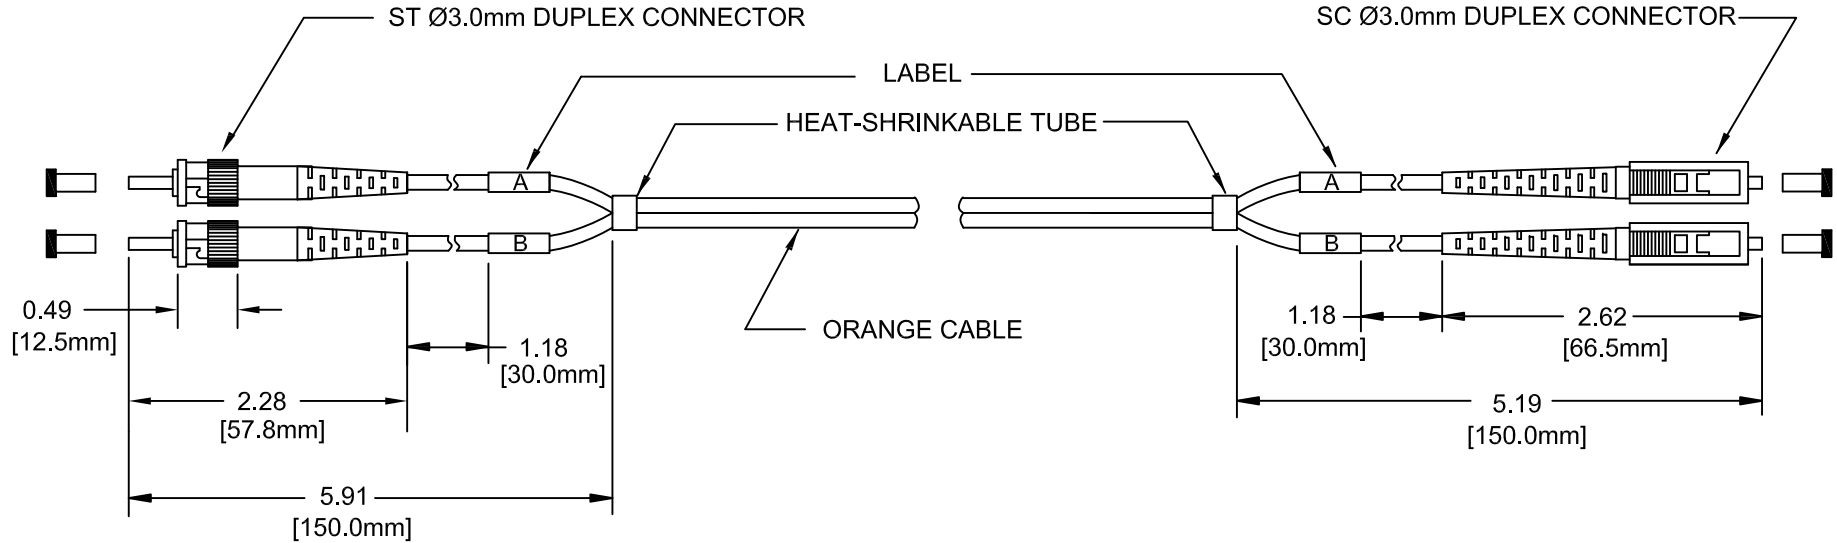 ST Ø3.0mm DUPLEX CONNECTOR
SC Ø3.0mm DUPLEX CONNECTOR
LABEL
HEAT-SHRINKABLE TUBE
A
A
B
B
ORANGE CABLE
0.49
[12.5mm]
1.18
[30.0mm]
2.28
[57.8mm]
5.91
[150.0mm]
1.18
[30.0mm]
2.62
[66.5mm]
5.19
[150.0mm]